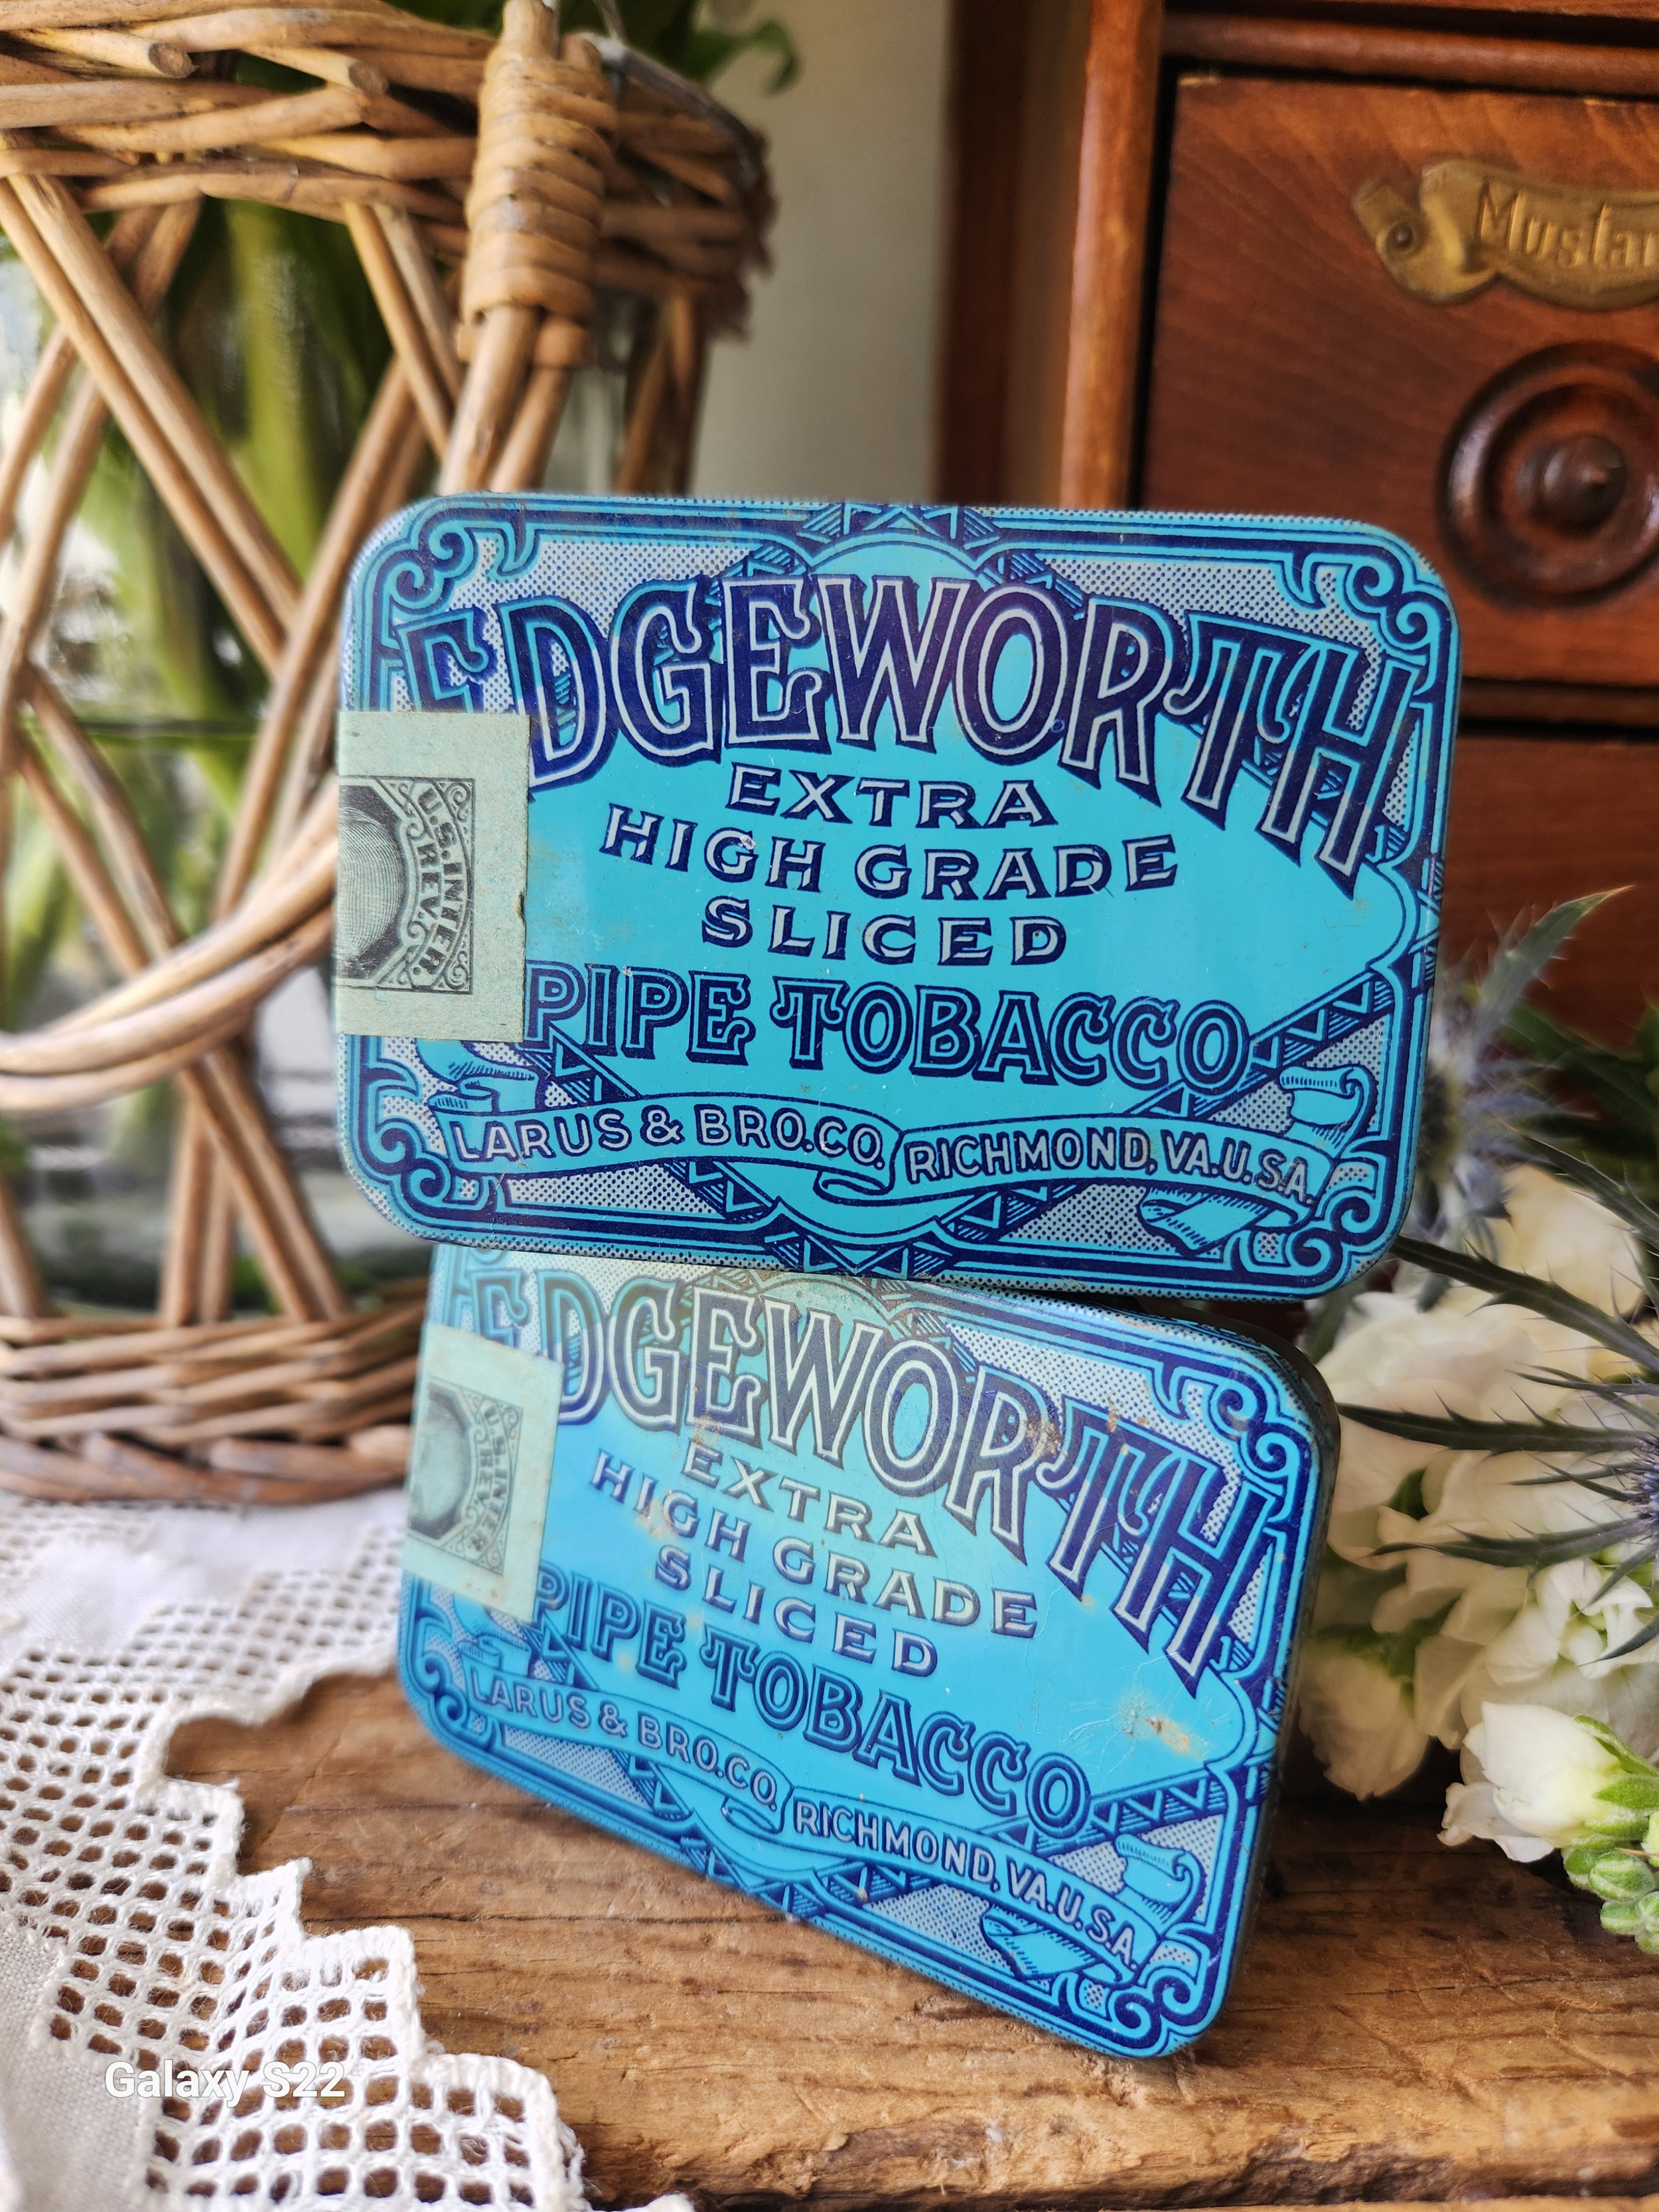 Mustar
EDGEWORTH
EXTRA
HIGH GRADE
SLICED
PIPE TOBACCO
LARUS & BRO.CO. RICHMOND, VA.U.S.A.
U.S.INTER.
REV.
EDGEWORTH
EXTRA
HIGH GRADE
SLICED
PIPE TOBACCO
LARUS & BRO.CO. RICHMOND, VA.U.S.A.
U.S.INTER.
REV.
Galaxy S22